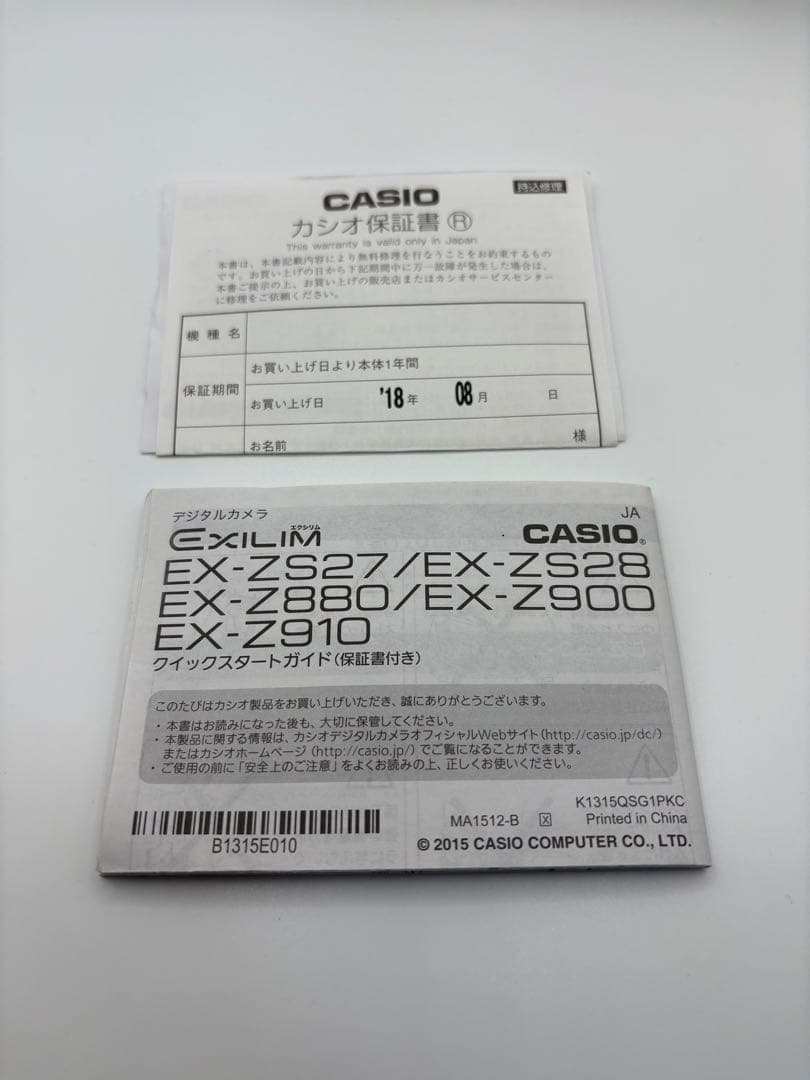 CASIO
持込修理
カシオ保証書 Ⓡ
This warranty is valid only in Japan
本書は、本書記載内容により無料修理を行なうことをお約束するもの
です。お買い上げの日から下記期間中に万一故障が発生した場合は、
本書ご提示の上、お買い上げの販売店またはカシオサービスセンター
に修理をご依頼ください。
機種名
保証期間
お買い上げ日より本体1年間
お買い上げ日 '18年 08月 日
お名前 様
デジタルカメラ
JA
エクシリム
EXILIM
CASIO®
EX-ZS27/EX-ZS28
EX-Z880/EX-Z900
EX-Z910
クイックスタートガイド(保証書付き)
このたびはカシオ製品をお買い上げいただき、誠にありがとうございます。
・本書はお読みになった後も、大切に保管してください。
・本製品に関する情報は、カシオデジタルカメラオフィシャルWebサイト(http://casio.jp/dc/)
またはカシオホームページ(http://casio.jp/)でご覧になることができます。
・ご使用の前に「安全上のご注意」をよくお読みの上、正しくお使いください。
K1315QSG1PKC
MA1512-B X Printed in China
B1315E010
© 2015 CASIO COMPUTER CO., LTD.